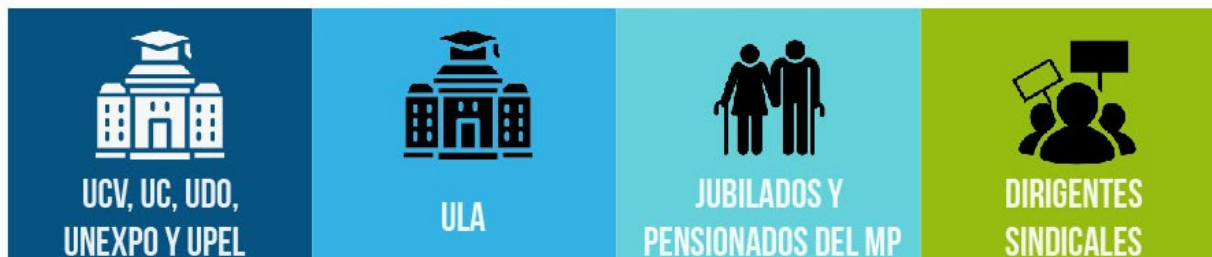 UCV, UC, UDO,
UNEXPO Y UPEL
ULA
JUBILADOS Y
PENSIONADOS DEL MP
DIRIGENTES
SINDICALES